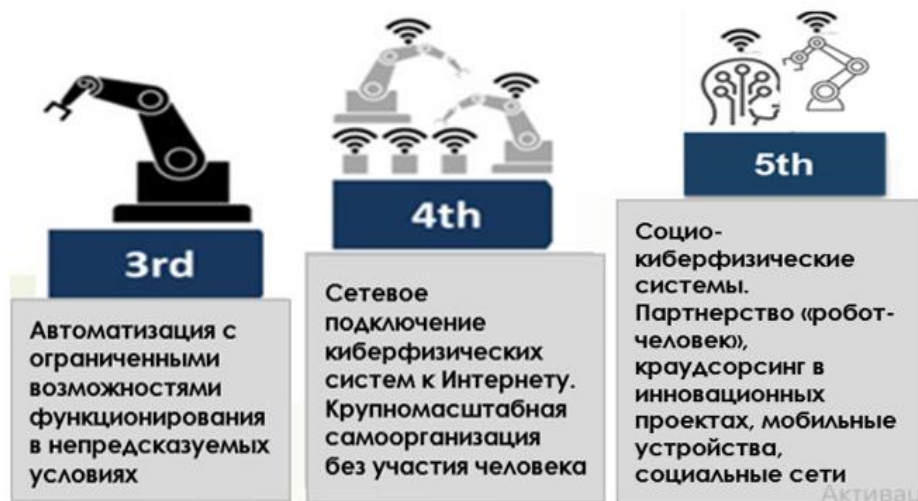 3rd
Автоматизация с
ограниченными
возможностями
функционирования
в непредсказуемых
условиях
4th
Сетевое
подключение
киберфизических
систем к Интернету.
Крупномасштабная
самоорганизация
без участия человека
5th
Социо-
киберфизические
системы.
Партнерство «робот-
человек»,
краудсорсинг в
инновационных
проектах, мобильные
устройства,
социальные сети